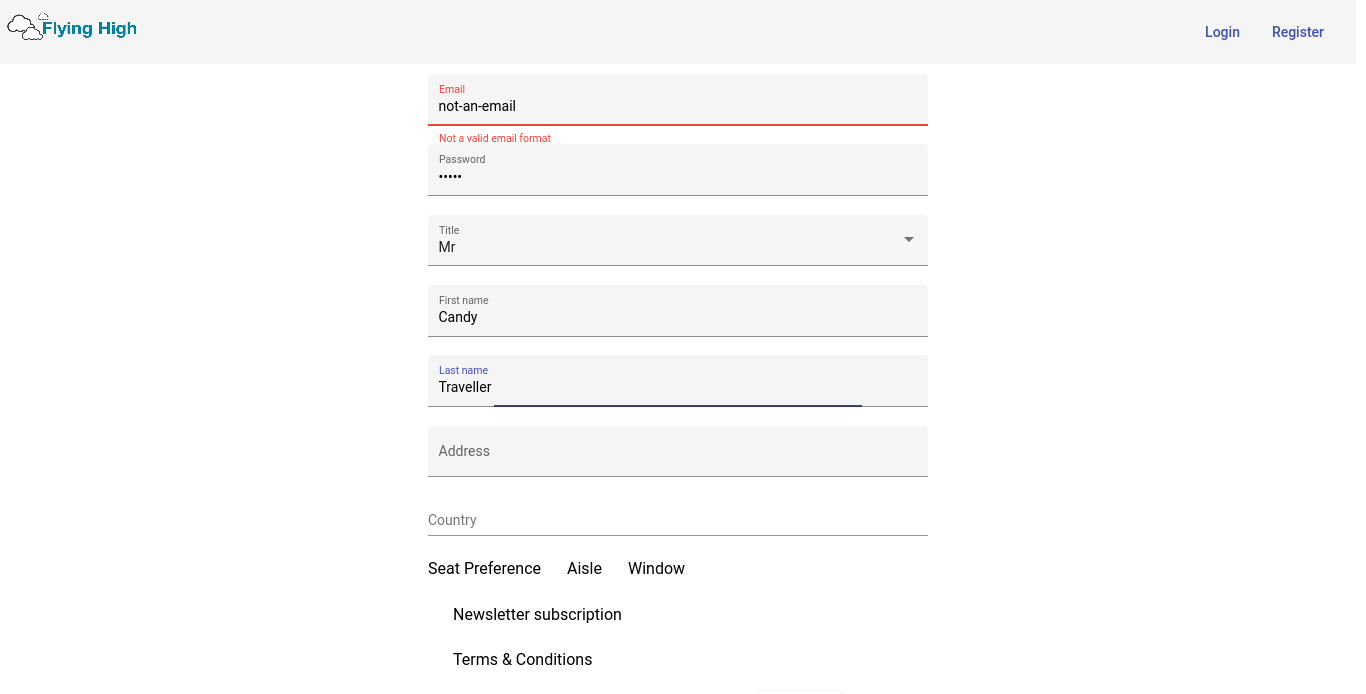 Flying High
Login Register
Email
not-an-email
Not a valid email format
Password
•••••
Title
Mr
First name
Candy
Last name
Traveller
Address
Country
Seat Preference Aisle Window
Newsletter subscription
Terms & Conditions